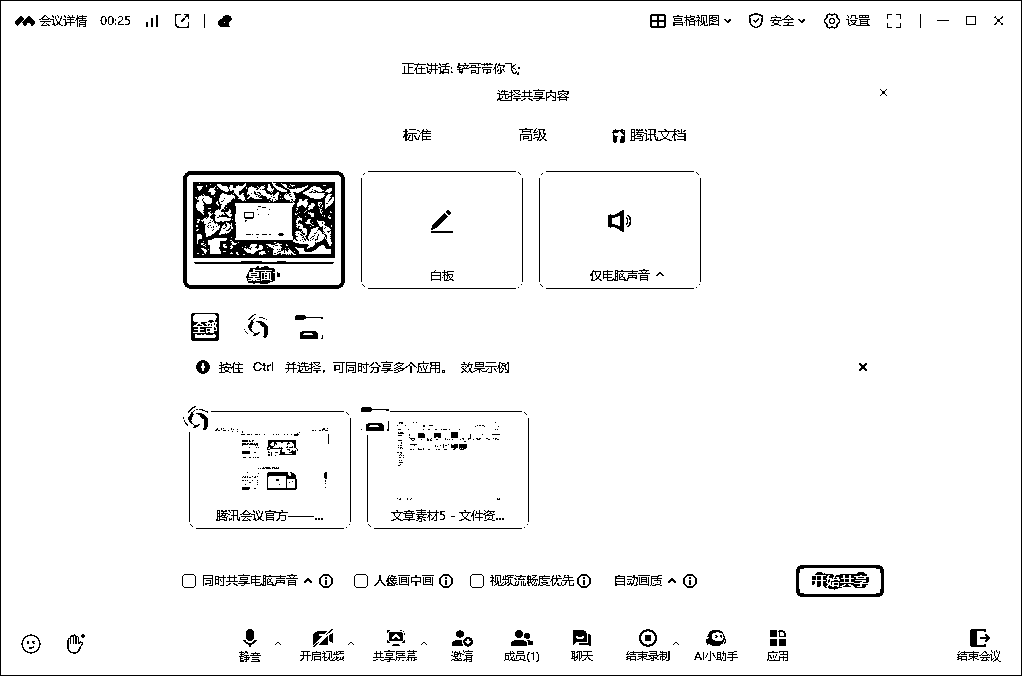 会议详情 00:25 宫格视图 安全 设置
正在讲话: 铲哥带你飞;
选择共享内容
标准 高级 腾讯文档
桌面 白板 仅电脑声音
全部
按住 Ctrl 并选择，可同时分享多个应用。 效果示例
腾讯会议官方——... 文章素材5 - 文件资...
同时共享电脑声音 人像画中画 视频流畅度优先 自动画质 开始共享
静音 开启视频 共享屏幕 邀请 成员(1) 聊天 结束录制 AI小助手 应用 结束会议